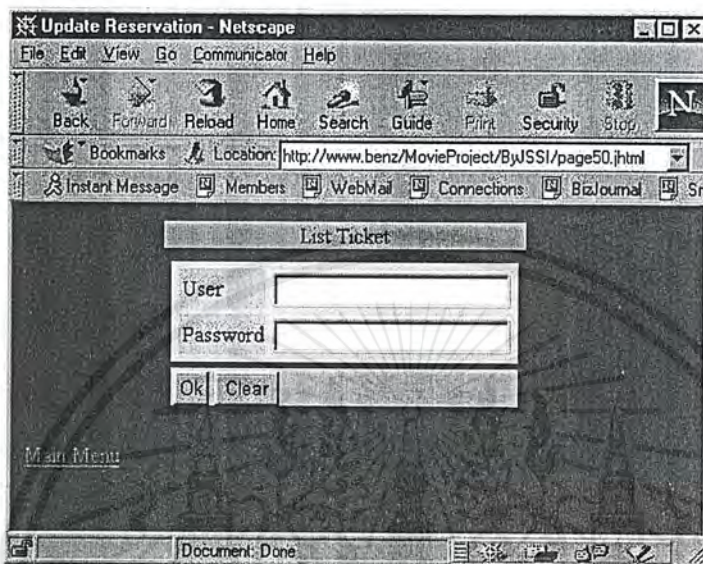 Update Reservation - Netscape
File Edit View Go Communicator Help
Back Forward Reload Home Search Guide Print Security Stop N
Bookmarks Location: http://www.benz/MovieProject/ByJSSI/page50.jhtml
Instant Message Members WebMail Connections BizJournal Sr
List Ticket
User
Password
Ok Clear
Main Menu
Document: Done